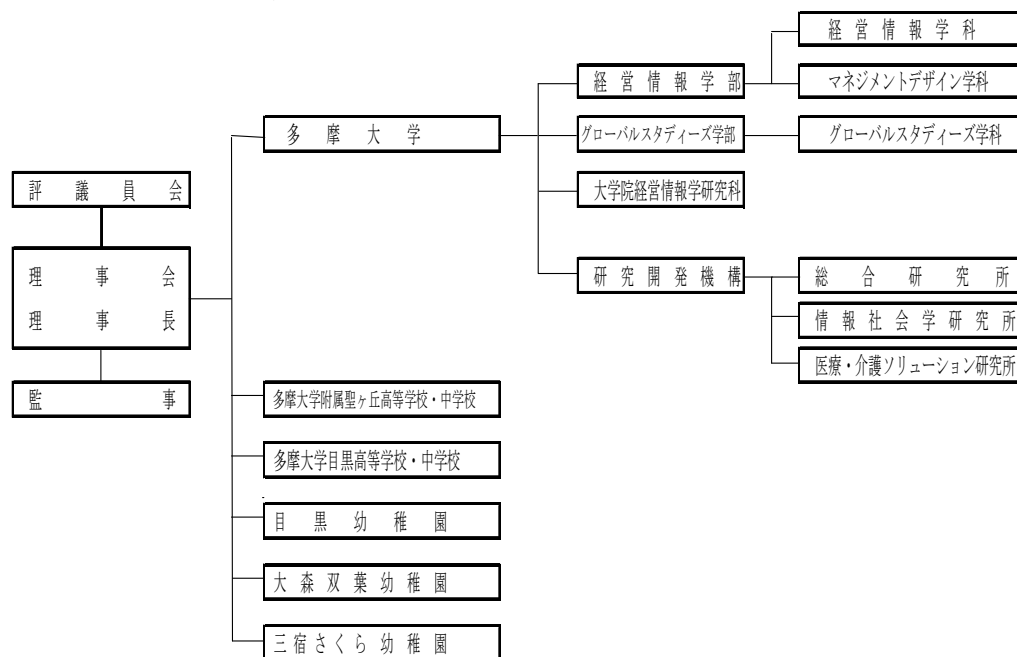 評議員会
理事会
理事長
監事
多摩大学
経営情報学部
経営情報学科
マネジメントデザイン学科
グローバルスタディーズ学部
グローバルスタディーズ学科
大学院経営情報学研究科
研究開発機構
総合研究所
情報社会学研究所
医療・介護ソリューション研究所
多摩大学附属聖ヶ丘高等学校・中学校
多摩大学目黒高等学校・中学校
目黒幼稚園
大森双葉幼稚園
三宿さくら幼稚園